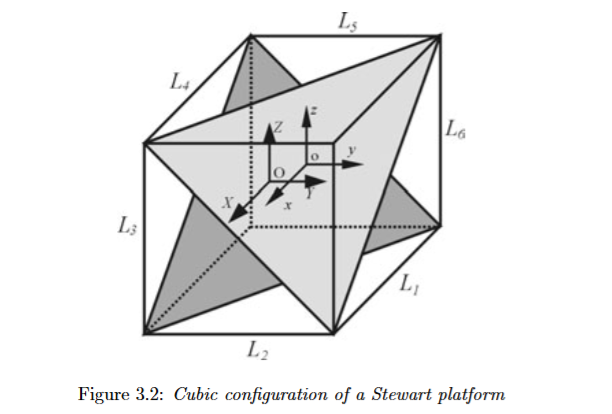 L5
L4
L6
Z
z
O
o
y
X
x
Y
L3
L1
L2
Figure 3.2: Cubic configuration of a Stewart platform